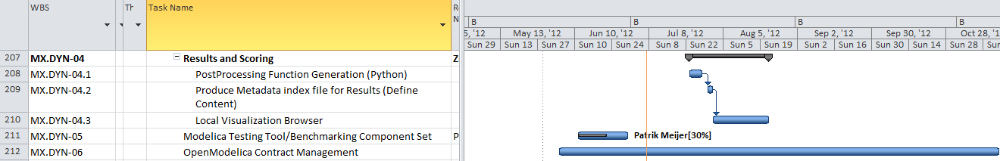 WBS Th Task Name R
N
B B B B
5, '12 May 13, '12 Jun 10, '12 Jul 8, '12 Aug 5, '12 Sep 2, '12 Sep 30, '12 Oct 28, '12
Sun 29 Sun 13 Sun 27 Sun 10 Sun 24 Sun 8 Sun 22 Sun 5 Sun 19 Sun 2 Sun 16 Sun 30 Sun 14 Sun 28 Sun
207 MX.DYN-04 Results and Scoring Z
208 MX.DYN-04.1 PostProcessing Function Generation (Python)
209 MX.DYN-04.2 Produce Metadata index file for Results (Define
Content)
210 MX.DYN-04.3 Local Visualization Browser
211 MX.DYN-05 Modelica Testing Tool/Benchmarking Component Set P Patrik Meijer[30%]
212 MX.DYN-06 OpenModelica Contract Management